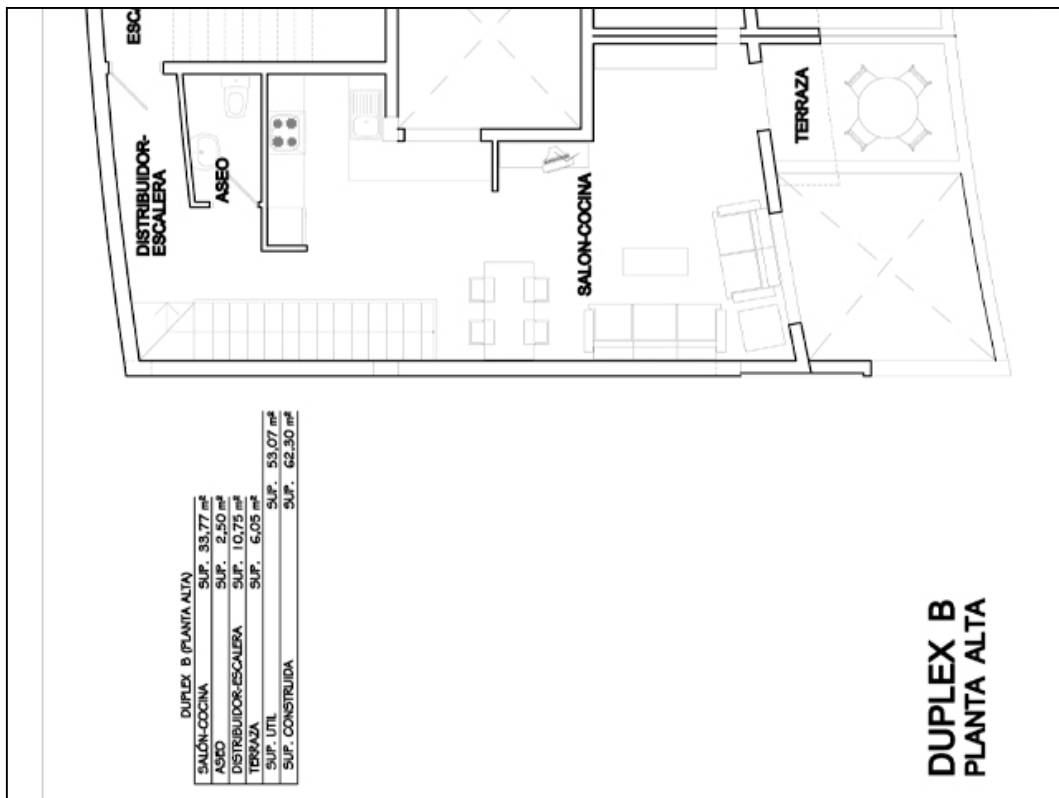 ESC
DISTRIBUIDOR-
ESCALERA
ASEO
SALON-COCINA
TERRAZA
DUPLEX B (PLANTA ALTA)
SALÓN-COCINA SUP. 33,77 m²
ASEO SUP. 2,50 m²
DISTRIBUIDOR-ESCALERA SUP. 10,75 m²
TERRAZA SUP. 6,05 m²
SUP. UTIL SUP. 53,07 m²
SUP. CONSTRUIDA SUP. 62,30 m²
DUPLEX B
PLANTA ALTA